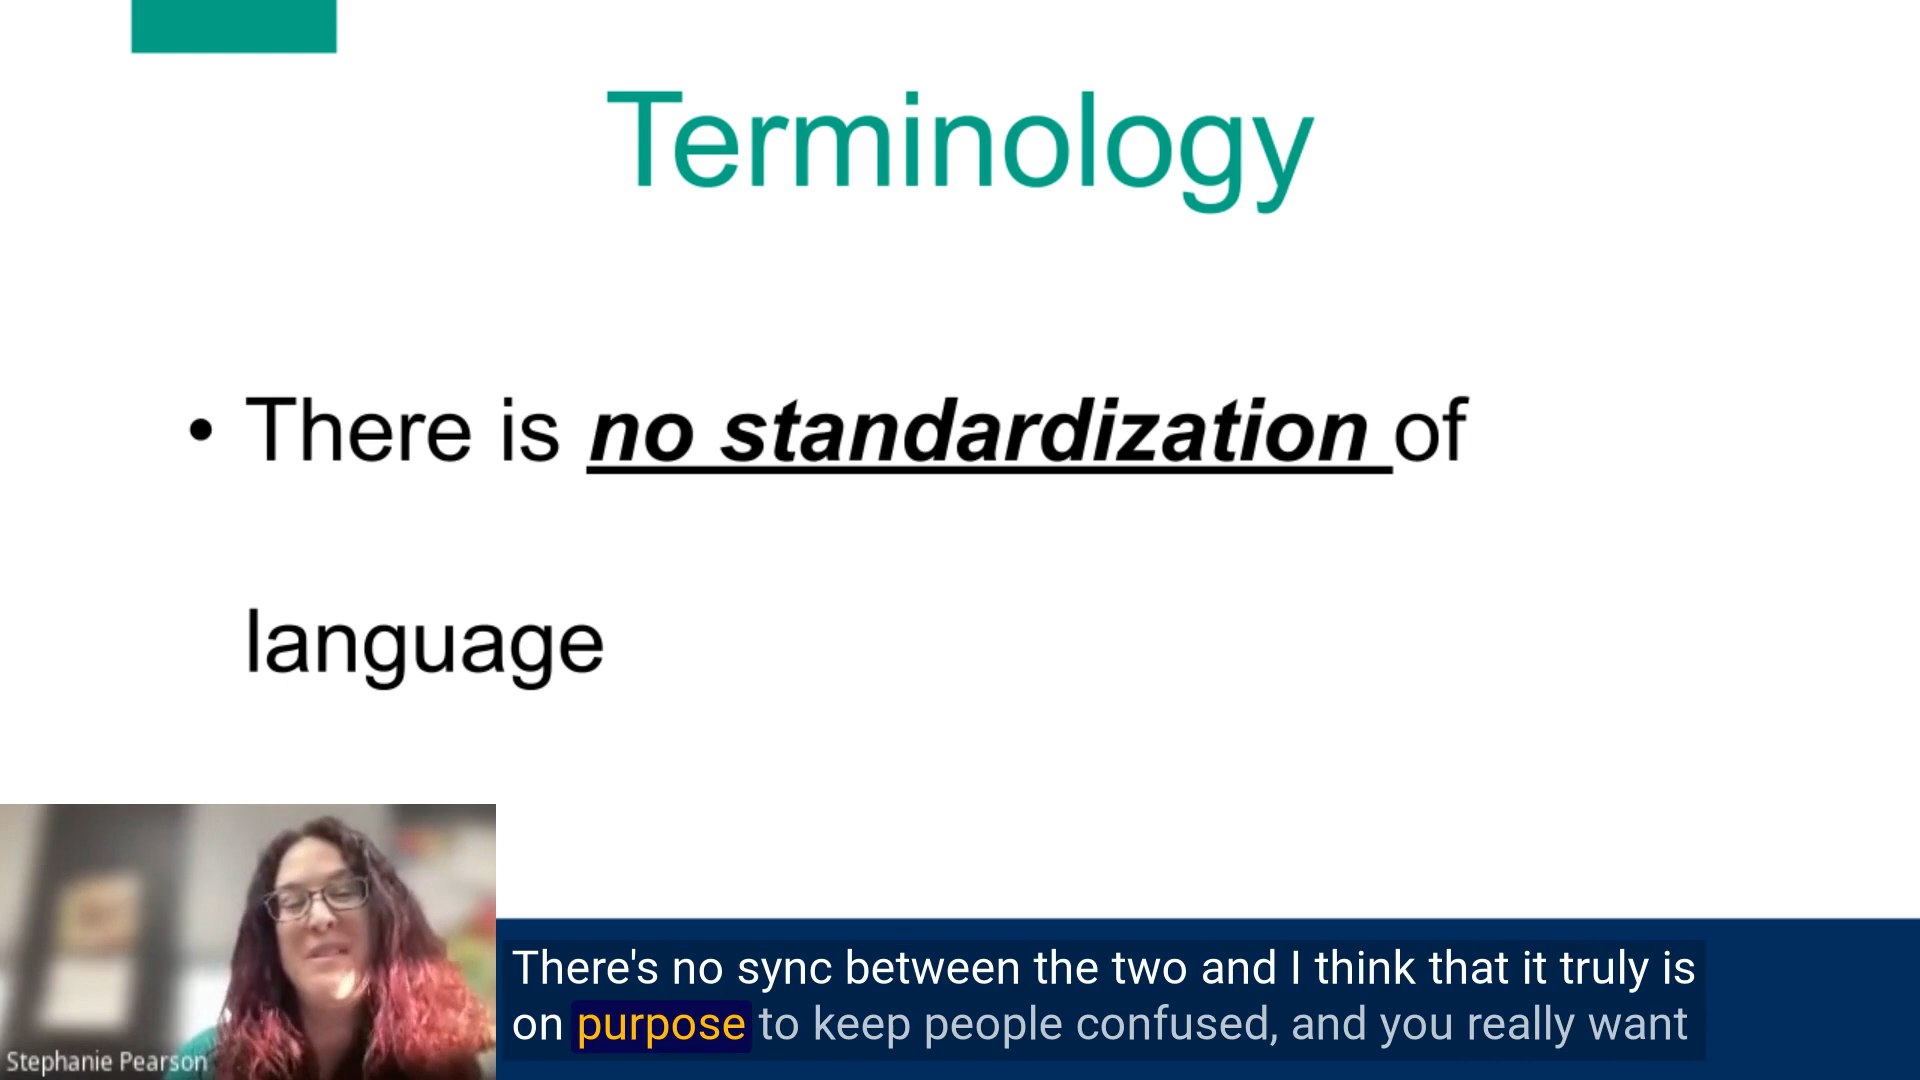 Terminology
• There is no standardization of
language
Stephanie Pearson
There's no sync between the two and I think that it truly is
on purpose to keep people confused, and you really want